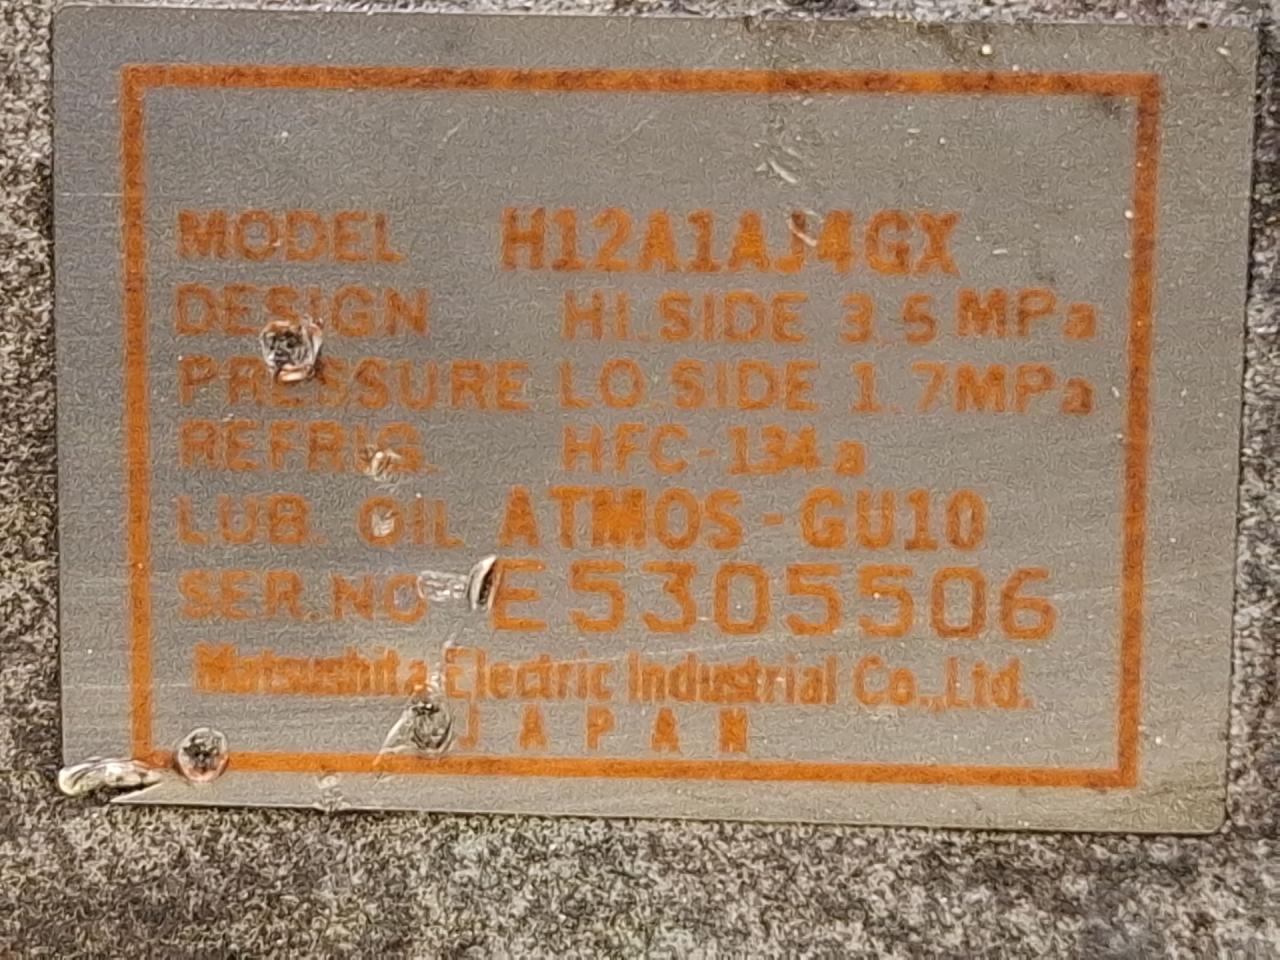 MODEL H12A1AJ4GX
DESIGN HI.SIDE 3.5 MPa
PRESSURE LO.SIDE 1.7MPa
REFRIG. HFC-134a
LUB. OIL ATMOS-GU10
SER.NO E5305506
Matsushita Electric Industrial Co.,Ltd.
JAPAN